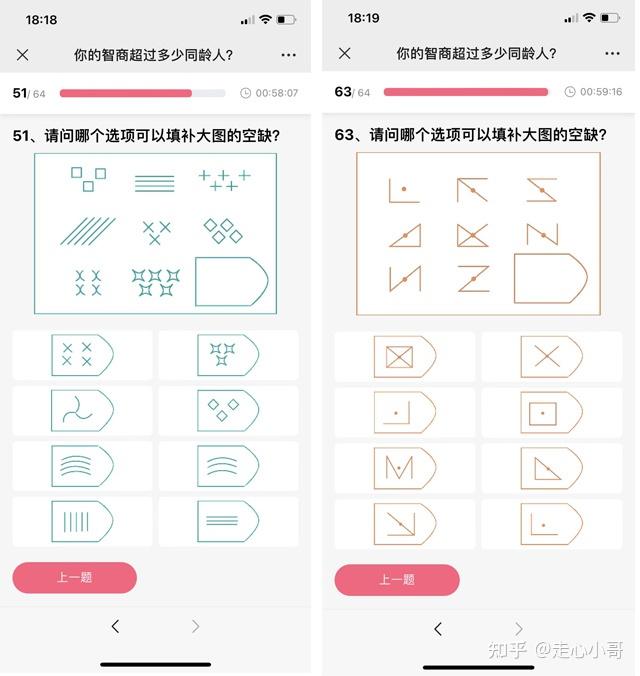 18:18
你的智商超过多少同龄人?
51/ 64
00:58:07
51、请问哪个选项可以填补大图的空缺?
上一题
18:19
你的智商超过多少同龄人?
63/ 64
00:59:16
63、请问哪个选项可以填补大图的空缺?
上一题
知乎 @走心小哥